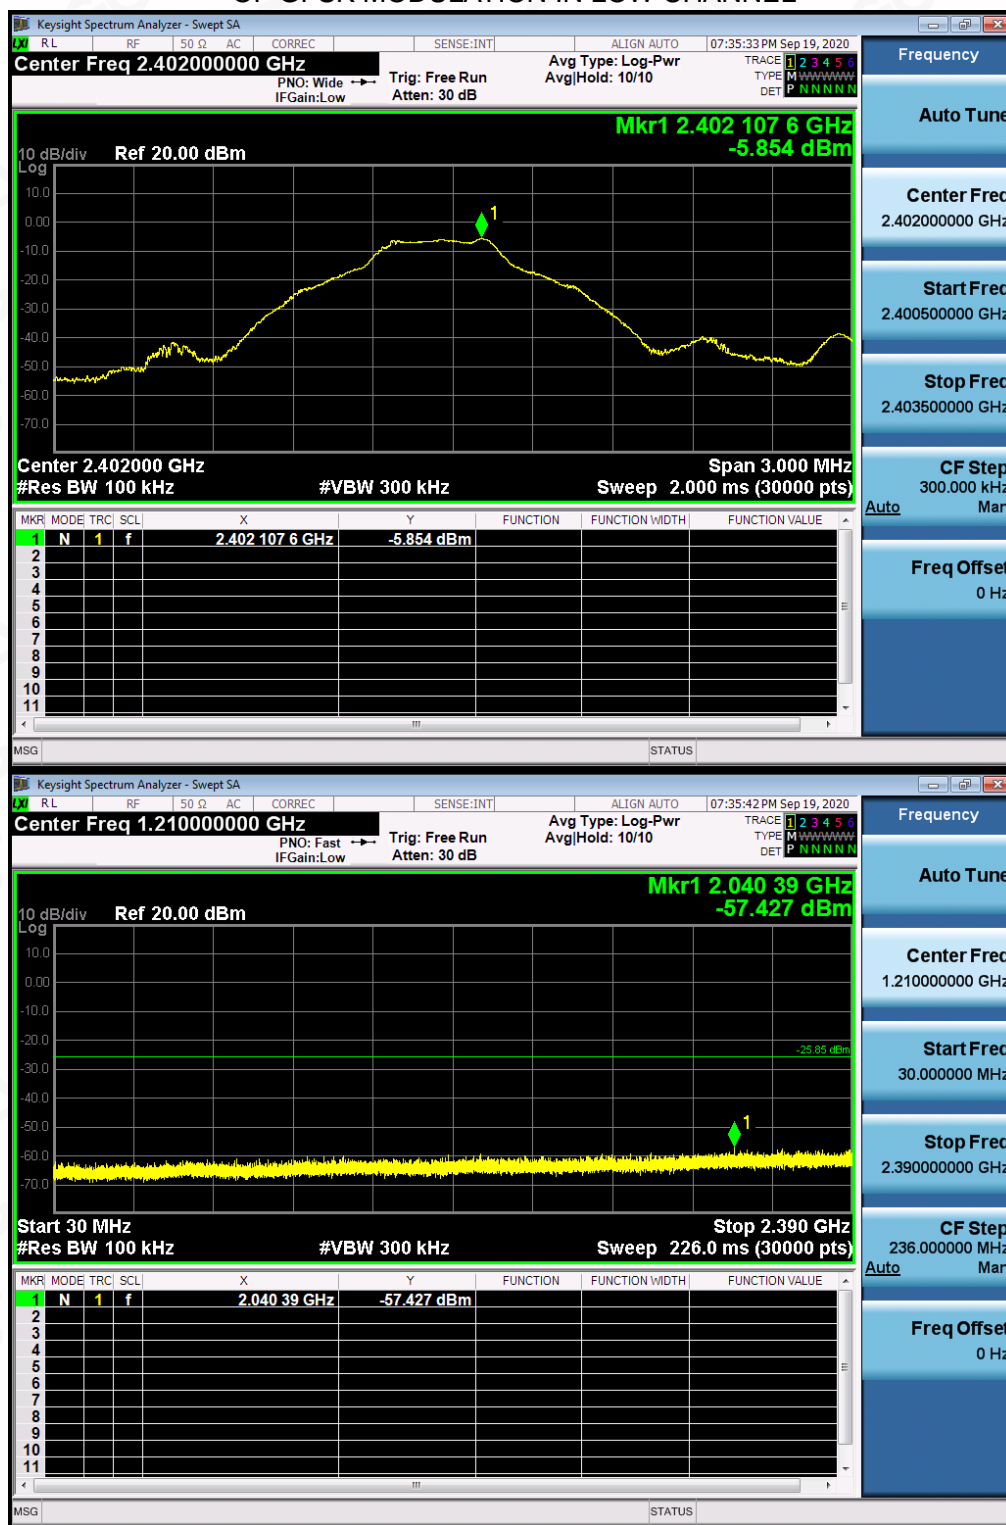 OF GFSK MODULATION IN LOW CHANNEL
Keysight Spectrum Analyzer - Swept SA
LXI RL RF 50 Ω AC CORREC SENSE:INT ALIGN AUTO 07:35:33 PM Sep 19, 2020
Center Freq 2.402000000 GHz
PNO: Wide
IFGain:Low
Trig: Free Run
Atten: 30 dB
Avg Type: Log-Pwr
Avg|Hold: 10/10
TRACE 1 2 3 4 5 6
TYPE M WWWWW
DET P N N N N N
Mkr1 2.402 107 6 GHz
-5.854 dBm
10 dB/div Ref 20.00 dBm
Log
10.0
0.00
-10.0
-20.0
-30.0
-40.0
-50.0
-60.0
-70.0
1
Center 2.402000 GHz Span 3.000 MHz
#Res BW 100 kHz #VBW 300 kHz Sweep 2.000 ms (30000 pts)
MKR MODE TRC SCL X Y FUNCTION FUNCTION WIDTH FUNCTION VALUE
1 N 1 f 2.402 107 6 GHz -5.854 dBm
2
3
4
5
6
7
8
9
10
11
MSG STATUS
Frequency
Auto Tune
Center Freq
2.402000000 GHz
Start Freq
2.400500000 GHz
Stop Freq
2.403500000 GHz
CF Step
300.000 kHz
Auto Man
Freq Offset
0 Hz
Keysight Spectrum Analyzer - Swept SA
LXI RL RF 50 Ω AC CORREC SENSE:INT ALIGN AUTO 07:35:42 PM Sep 19, 2020
Center Freq 1.210000000 GHz
PNO: Fast
IFGain:Low
Trig: Free Run
Atten: 30 dB
Avg Type: Log-Pwr
Avg|Hold: 10/10
TRACE 1 2 3 4 5 6
TYPE M WWWWW
DET P N N N N N
Mkr1 2.040 39 GHz
-57.427 dBm
10 dB/div Ref 20.00 dBm
Log
10.0
0.00
-10.0
-20.0
-30.0
-40.0
-50.0
-60.0
-70.0
-25.85 dBm
1
Start 30 MHz Stop 2.390 GHz
#Res BW 100 kHz #VBW 300 kHz Sweep 226.0 ms (30000 pts)
MKR MODE TRC SCL X Y FUNCTION FUNCTION WIDTH FUNCTION VALUE
1 N 1 f 2.040 39 GHz -57.427 dBm
2
3
4
5
6
7
8
9
10
11
MSG STATUS
Frequency
Auto Tune
Center Freq
1.210000000 GHz
Start Freq
30.000000 MHz
Stop Freq
2.390000000 GHz
CF Step
236.000000 MHz
Auto Man
Freq Offset
0 Hz